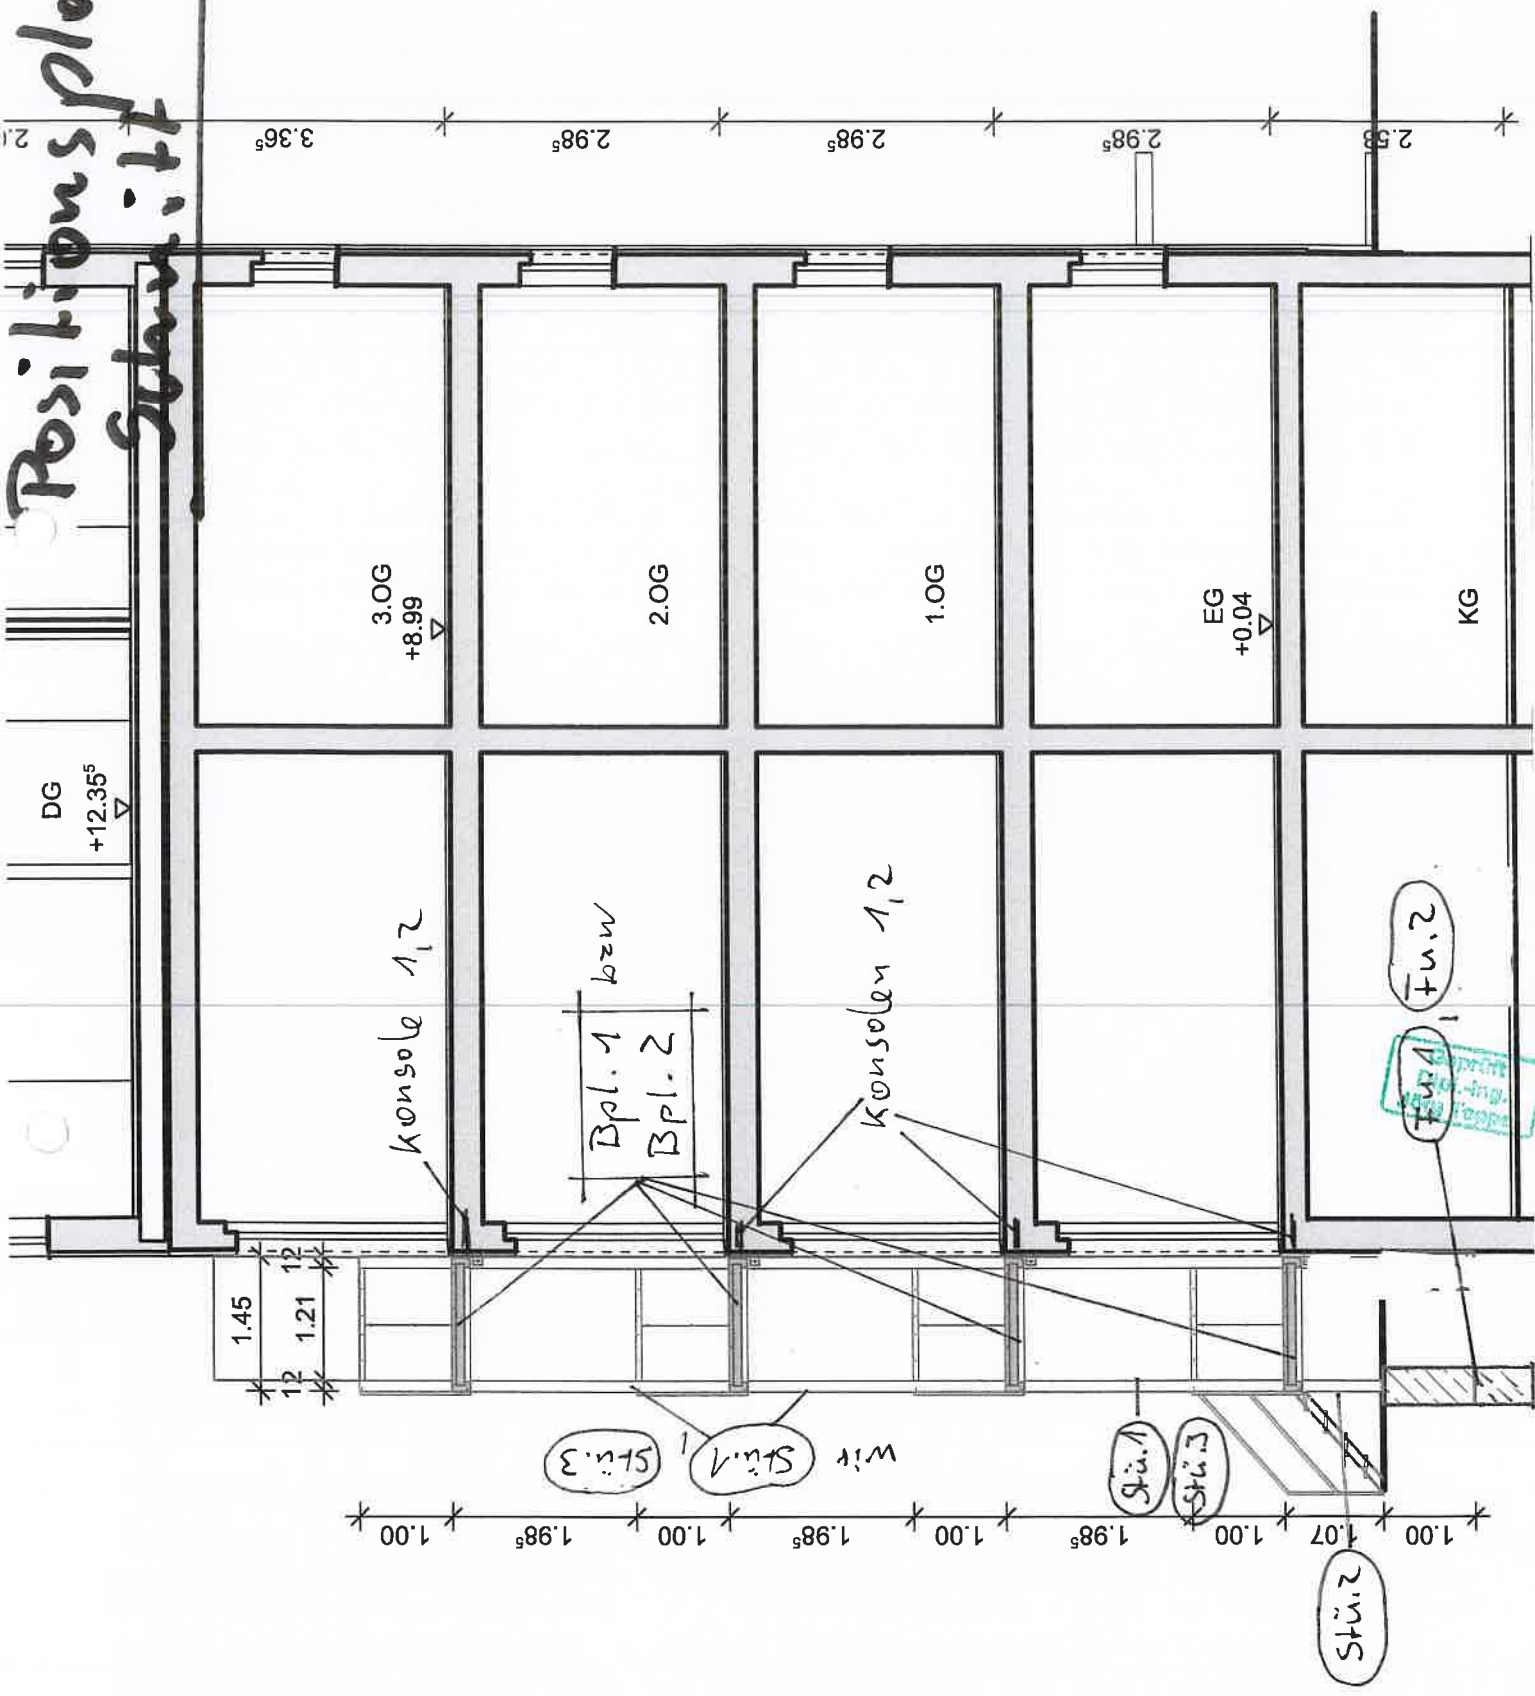 Schnitt
DG
+12.35⁵
3.OG
+8.99
2.OG
1.OG
EG
+0.04
KG
Konsole 1,2
Bpl. 1 bzw
Bpl. 2
Konsolen 1,2
Fu.1, Fu.2
Geprüft
1.45
12
1.21
12
Stü.3
Stü.1
Stü.1
Stü.3
Stü.2
3.36⁵
2.98⁵
2.98⁵
2.98⁵
2.58
1.00
1.98⁵
1.00
1.98⁵
1.00
1.98⁵
1.00
1.07
1.00